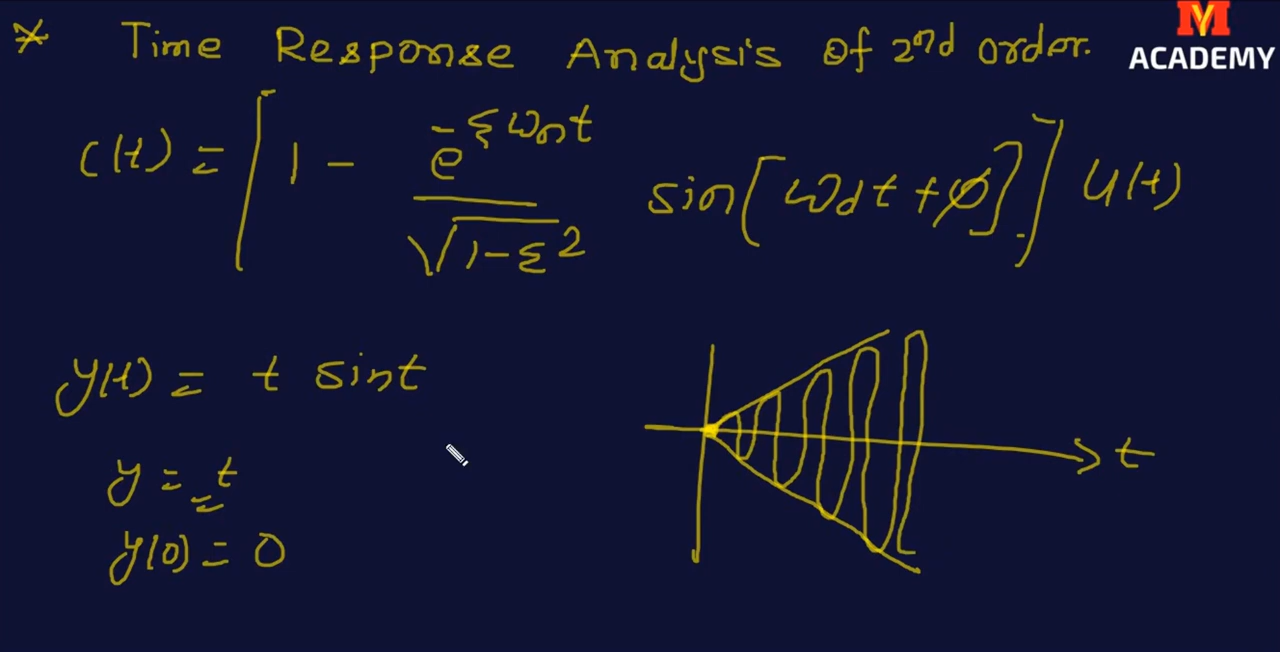 * Time Response Analysis Of 2nd order.
M
ACADEMY
C(t) = [1 - e^-ξωnt / √1-ξ² sin[ωdt + ϕ]] u(t)
y(t) = t sint
y = t
y(0) = 0
t